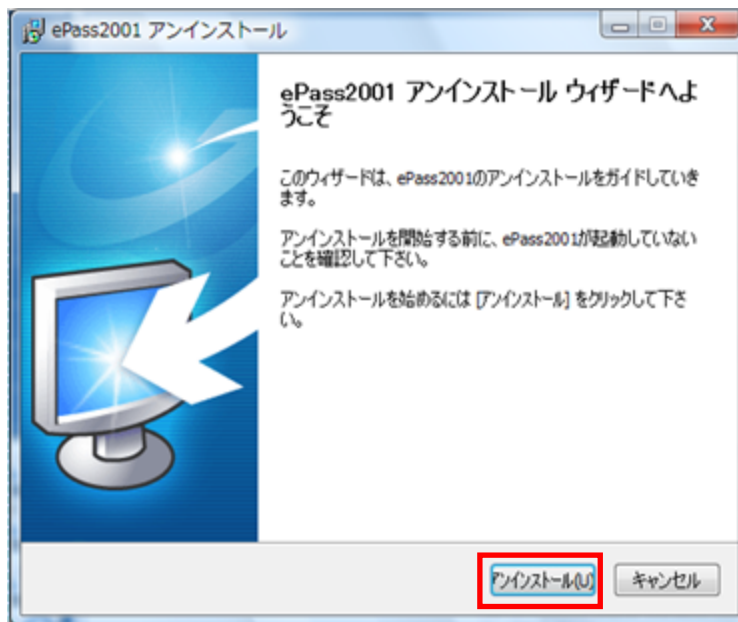 ePass2001 アンインストール
ePass2001 アンインストール ウィザードへよ
うこそ
このウィザードは、ePass2001のアンインストールをガイドしていき
ます。
アンインストールを開始する前に、ePass2001が起動していない
ことを確認して下さい。
アンインストールを始めるには [アンインストール] をクリックして下さ
い。
アンインストール(U)
キャンセル